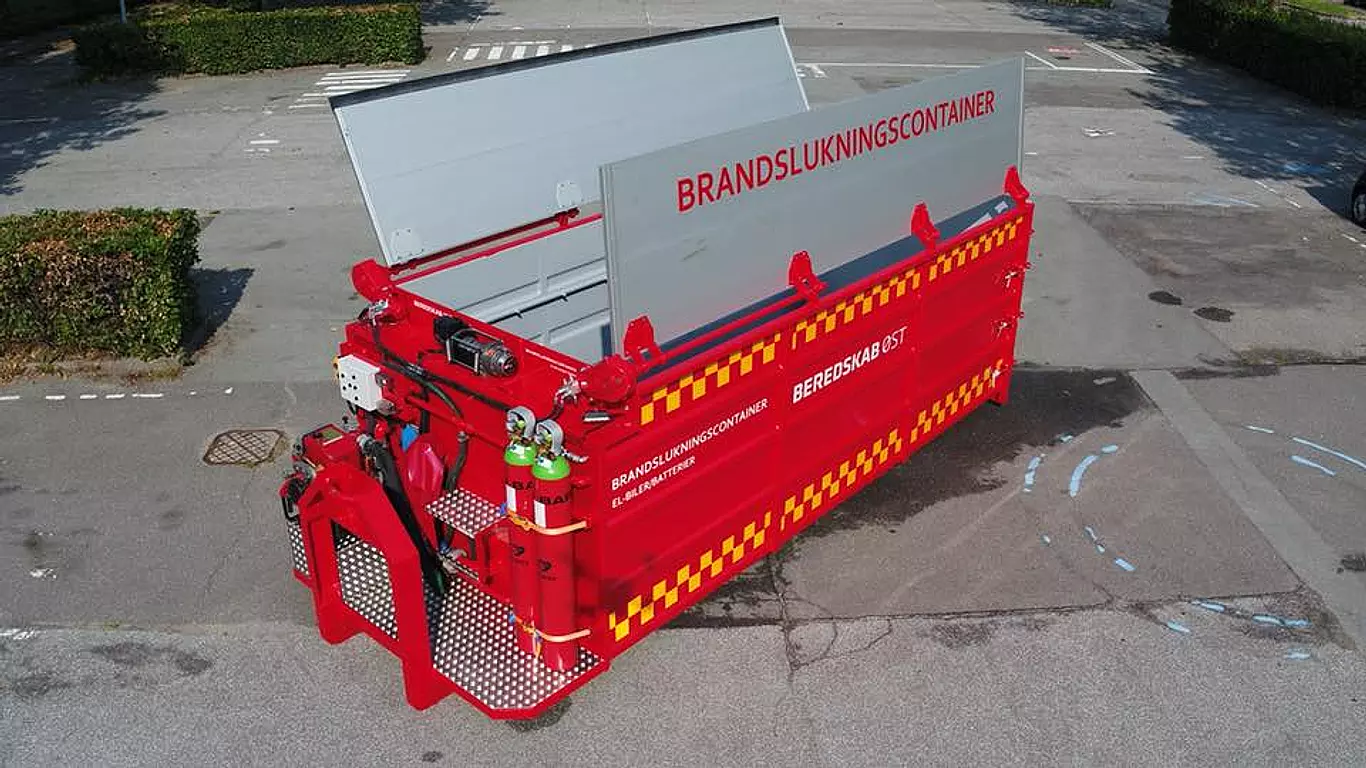 BRANDSLUKNINGSCONTAINER
BEREDSKAB ØST
BRANDSLUKNINGSCONTAINER
EL-BILER/BATTERIER